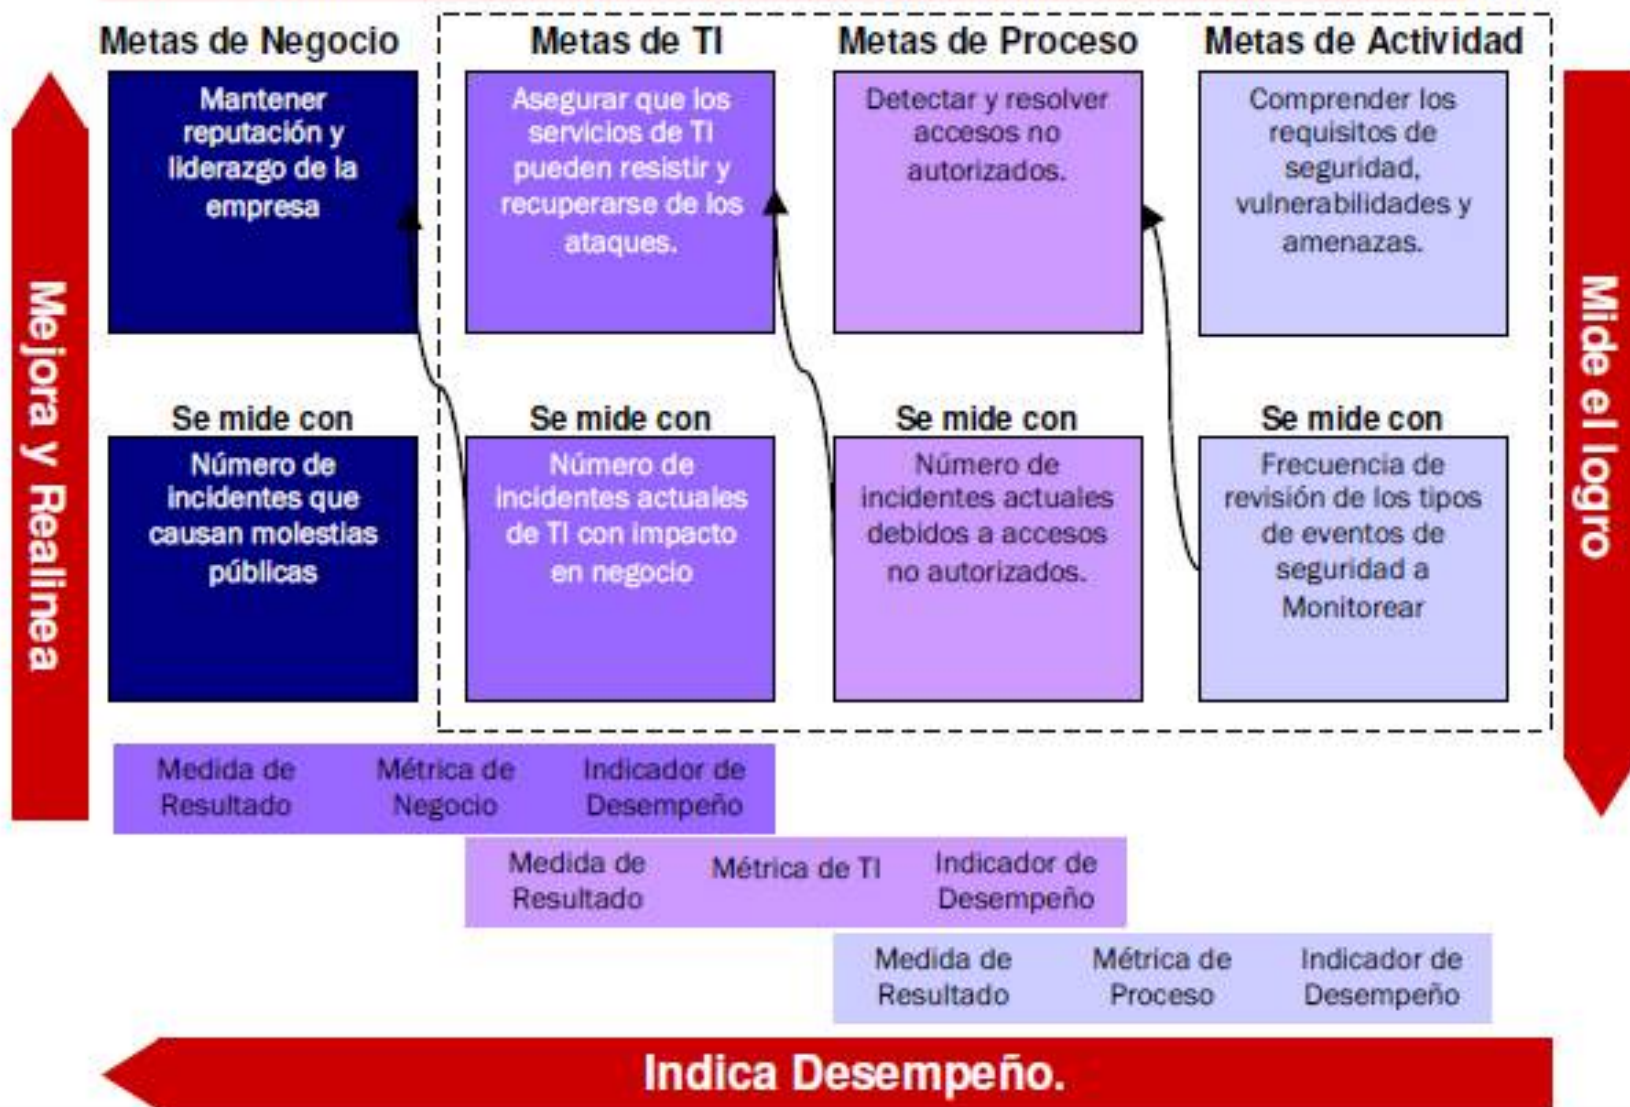 Metas de Negocio
Metas de TI
Metas de Proceso
Metas de Actividad
Mantener
reputación y
liderazgo de la
empresa
Asegurar que los
servicios de TI
pueden resistir y
recuperarse de los
ataques.
Detectar y resolver
accesos no
autorizados.
Comprender los
requisitos de
seguridad,
vulnerabilidades y
amenazas.
Mejora y Realinea
Mide el logro
Se mide con
Se mide con
Se mide con
Se mide con
Número de
incidentes que
causan molestias
públicas
Número de
incidentes actuales
de TI con impacto
en negocio
Número de
incidentes actuales
debidos a accesos
no autorizados.
Frecuencia de
revisión de los tipos
de eventos de
seguridad a
Monitorear
Medida de
Resultado
Métrica de
Negocio
Indicador de
Desempeño
Medida de
Resultado
Métrica de TI
Indicador de
Desempeño
Medida de
Resultado
Métrica de
Proceso
Indicador de
Desempeño
Indica Desempeño.